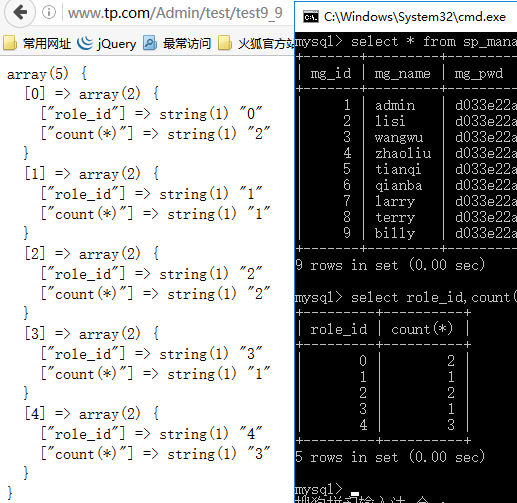 www.tp.com/Admin/test/test9_9
常用网址 jQuery 最常访问 火狐官方站
array(5) {
[0] => array(2) {
["role_id"] => string(1) "0"
["count(*)"] => string(1) "2"
}
[1] => array(2) {
["role_id"] => string(1) "1"
["count(*)"] => string(1) "1"
}
[2] => array(2) {
["role_id"] => string(1) "2"
["count(*)"] => string(1) "2"
}
[3] => array(2) {
["role_id"] => string(1) "3"
["count(*)"] => string(1) "1"
}
[4] => array(2) {
["role_id"] => string(1) "4"
["count(*)"] => string(1) "3"
}
}
C:\Windows\System32\cmd.exe
mysql> select * from sp_mana
| mg_id | mg_name | mg_pwd
| 1 | admin | d033e22a
| 2 | lisi | d033e22a
| 3 | wangwu | d033e22a
| 4 | zhaoliu | d033e22a
| 5 | tianqi | d033e22a
| 6 | qianba | d033e22a
| 7 | larry | d033e22a
| 8 | terry | d033e22a
| 9 | billy | d033e22a
9 rows in set (0.00 sec)
mysql> select role_id,count(
| role_id | count(*) |
| 0 | 2 |
| 1 | 1 |
| 2 | 2 |
| 3 | 1 |
| 4 | 3 |
5 rows in set (0.00 sec)
mysql>